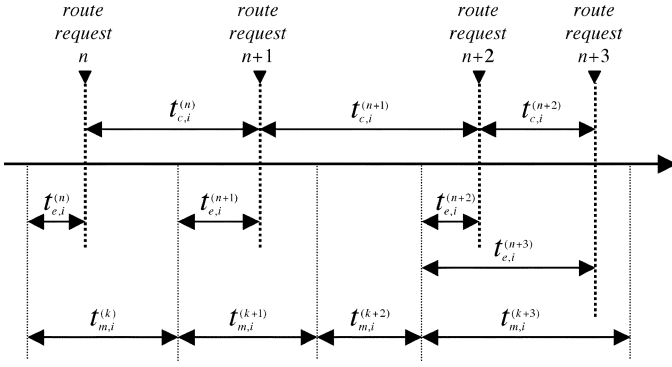 route route route route
request request request request
n n+1 n+2 n+3
t_{c,i}^{(n)} t_{c,i}^{(n+1)} t_{c,i}^{(n+2)}
t_{e,i}^{(n)} t_{e,i}^{(n+1)} t_{e,i}^{(n+2)}
t_{e,i}^{(n+3)}
t_{m,i}^{(k)} t_{m,i}^{(k+1)} t_{m,i}^{(k+2)} t_{m,i}^{(k+3)}